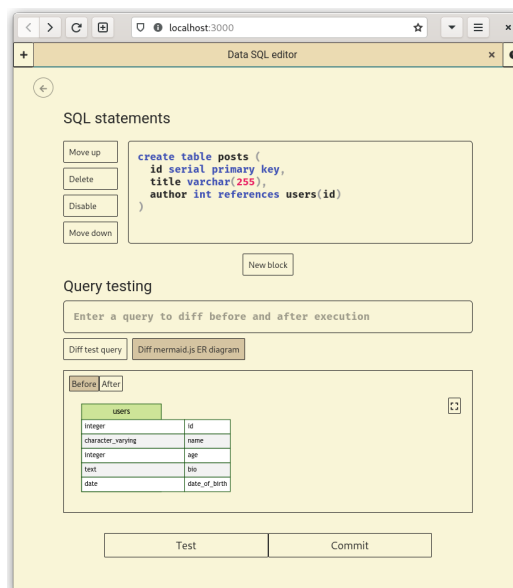 localhost:3000
Data SQL editor
SQL statements
Move up
Delete
Disable
Move down
create table posts (
id serial primary key,
title varchar(255),
author int references users(id)
)
New block
Query testing
Enter a query to diff before and after execution
Diff test query Diff mermaid.js ER diagram
Before After
users
integer id
character_varying name
integer age
text bio
date date_of_birth
Test Commit